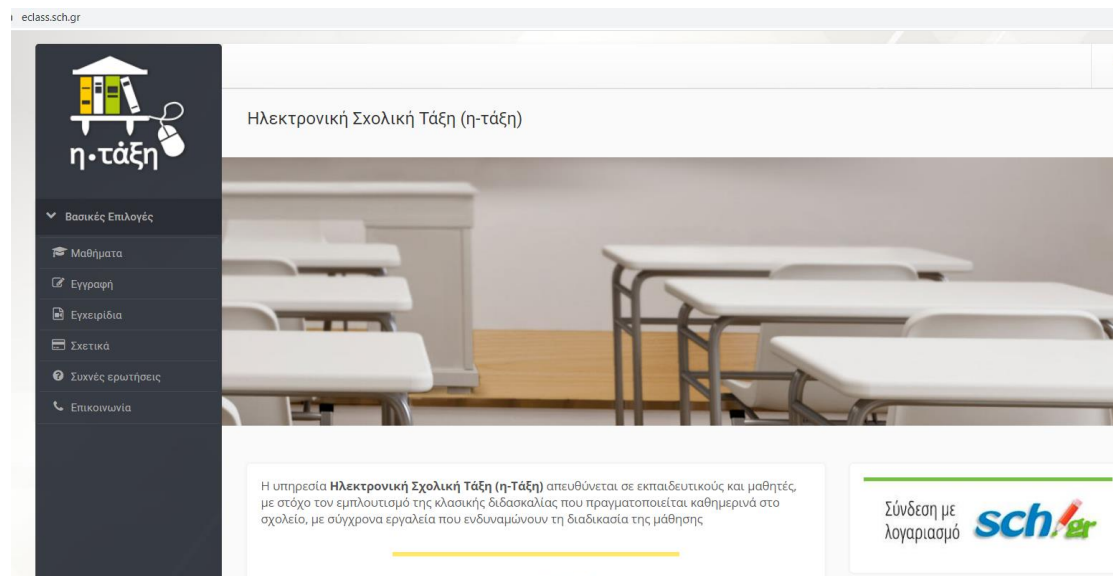 eclass.sch.gr
η•τάξη
Ηλεκτρονική Σχολική Τάξη (η-τάξη)
Βασικές Επιλογές
Μαθήματα
Εγγραφή
Εγχειρίδια
Σχετικά
Συχνές ερωτήσεις
Επικοινωνία
Η υπηρεσία Ηλεκτρονική Σχολική Τάξη (η-Τάξη) απευθύνεται σε εκπαιδευτικούς και μαθητές,
με στόχο τον εμπλουτισμό της κλασικής διδασκαλίας που πραγματοποιείται καθημερινά στο
σχολείο, με σύγχρονα εργαλεία που ενδυναμώνουν τη διαδικασία της μάθησης
Σύνδεση με
λογαριασμό
sch.gr